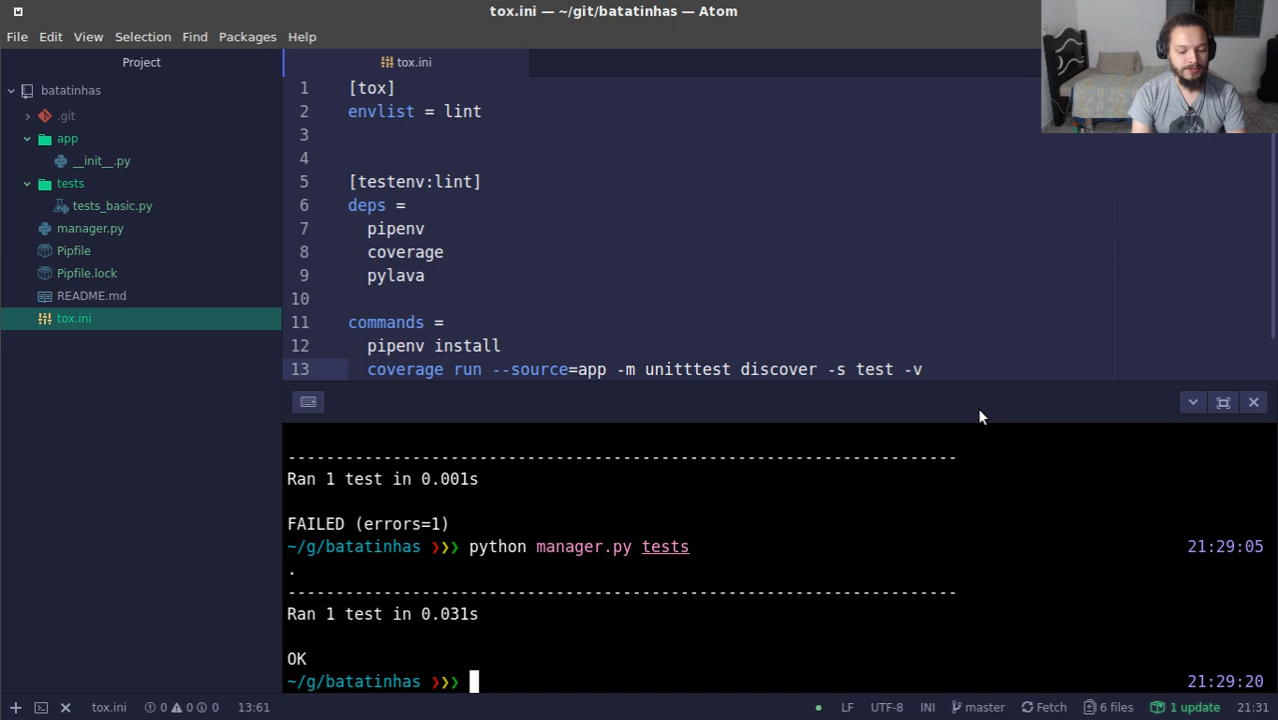 tox.ini — ~/git/batatinhas — Atom
File Edit View Selection Find Packages Help
Project
tox.ini
batatinhas
.git
app
__init__.py
tests
tests_basic.py
manager.py
Pipfile
Pipfile.lock
README.md
tox.ini
1 [tox]
2 envlist = lint
3
4
5 [testenv:lint]
6 deps =
7 pipenv
8 coverage
9 pylava
10
11 commands =
12 pipenv install
13 coverage run --source=app -m unitttest discover -s test -v
----------------------------------------------------------------------
Ran 1 test in 0.001s
FAILED (errors=1)
~/g/batatinhas ❯❯❯ python manager.py tests 21:29:05
.
----------------------------------------------------------------------
Ran 1 test in 0.031s
OK
~/g/batatinhas ❯❯❯ 21:29:20
tox.ini 0 0 0 13:61 LF UTF-8 INI master Fetch 6 files 1 update 21:31